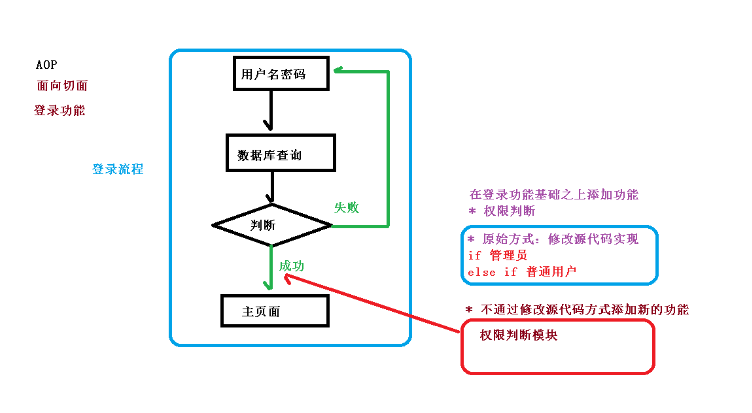 AOP
面向切面
登录功能
登录流程
用户名密码
数据库查询
判断
失败
成功
主页面
在登录功能基础之上添加功能
* 权限判断
* 原始方式：修改源代码实现
if 管理员
else if 普通用户
* 不通过修改源代码方式添加新的功能
权限判断模块